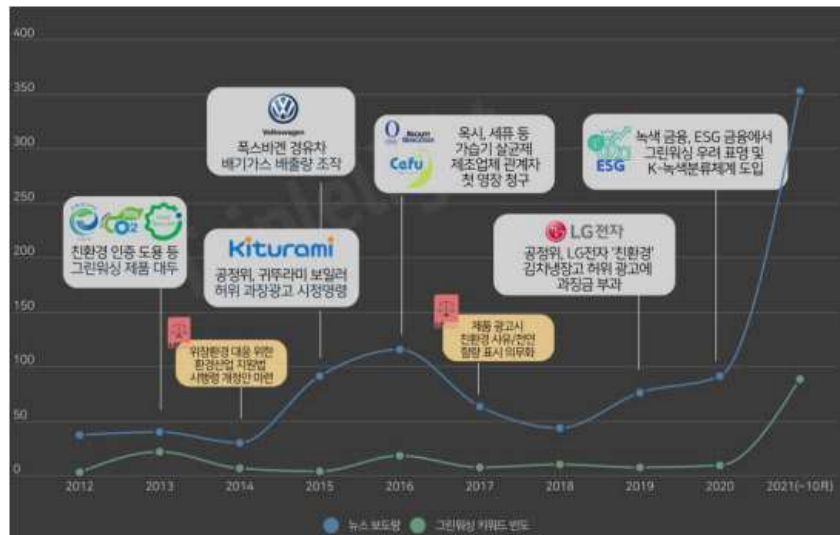 400
350
300
250
200
150
100
50
0
Volkswagen
폭스바겐 경유차
배기가스 배출량 조작
친환경 인증 도용 등
그린워싱 제품 대두
KITURAMI
공정위, 귀뚜라미 보일러
허위 과장광고 시정명령
위장환경 대응 위한
환경산업 지원법
시행령 개정안 마련
Cefu
옥시, 세퓨 등
가습기 살균제
제조업체 관계자
첫 영장 청구
제품 광고시
친환경 사유/천연
함량 표시 의무화
LG전자
공정위, LG전자 '친환경'
김치냉장고 허위 광고에
과징금 부과
ESG
녹색 금융, ESG 금융에서
그린워싱 우려 표명 및
K-녹색분류체계 도입
2012 2013 2014 2015 2016 2017 2018 2019 2020 2021(~10월)
뉴스 보도량 그린워싱 키워드 빈도